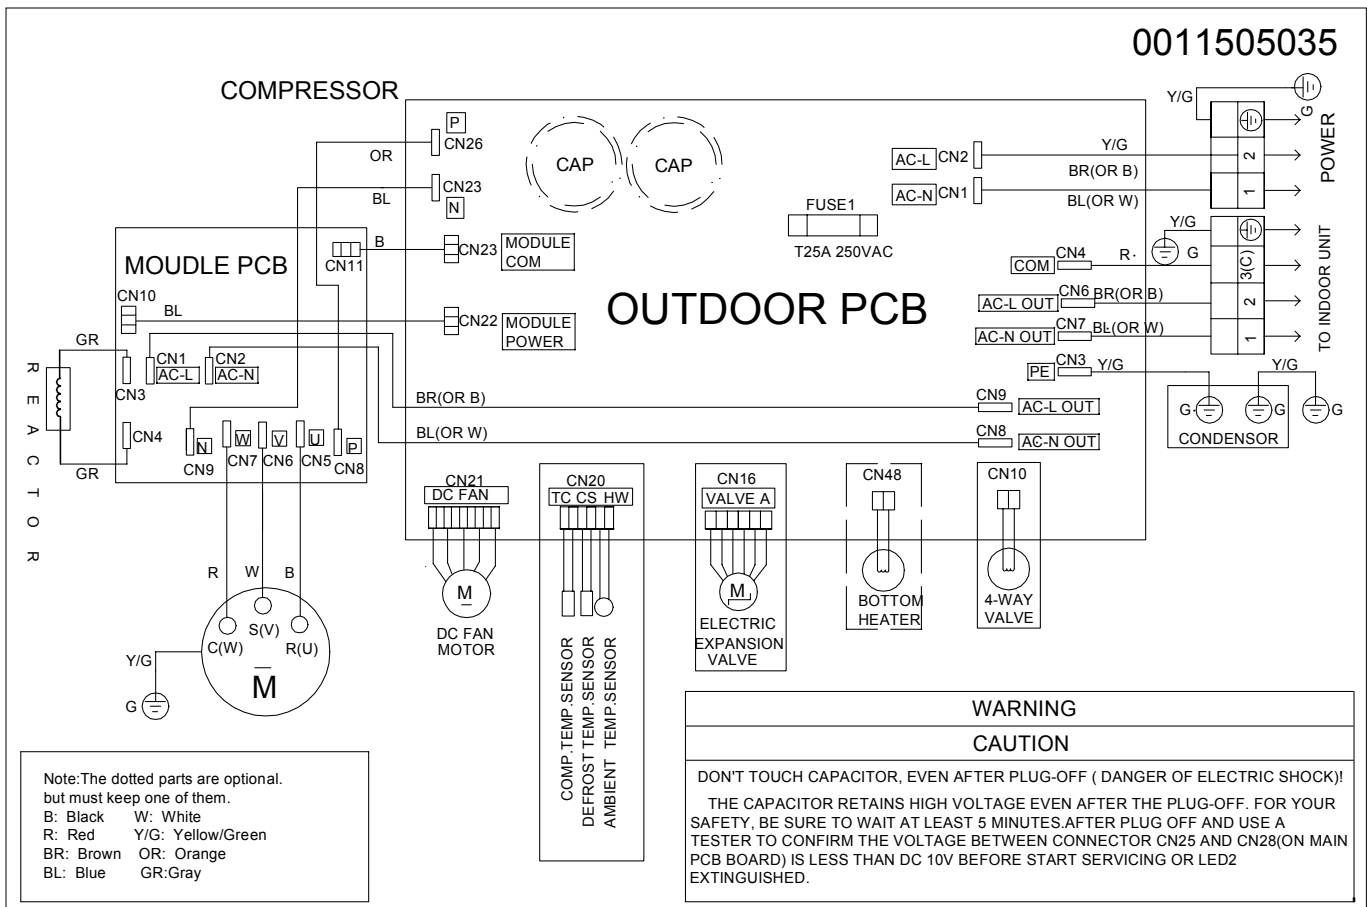 0011505035
COMPRESSOR
P
CN26
OR
CN23
BL
N
CAP
CAP
FUSE1
T25A 250VAC
AC-L CN2
AC-N CN1
Y/G
BR(OR B)
BL(OR W)
Y/G
G
2
1
POWER
MOUDLE PCB
CN11
B
CN23
MODULE
COM
CN10
BL
CN22
MODULE
POWER
OUTDOOR PCB
COM
CN4
R
Y/G
G
AC-L OUT
CN6
BR(OR B)
AC-N OUT
CN7
BL(OR W)
PE
CN3
Y/G
3(C)
2
1
TO INDOOR UNIT
Y/G
G
G
G
CONDENSOR
GR
REACTOR
GR
CN3
CN4
CN1
AC-L
CN2
AC-N
BR(OR B)
BL(OR W)
CN9
AC-L OUT
CN8
AC-N OUT
N
CN9
W
CN7
V
CN6
U
CN5
P
CN8
R
W
B
C(W)
S(V)
R(U)
M
Y/G
G
CN21
DC FAN
M
DC FAN
MOTOR
CN20
TC CS HW
COMP.TEMP.SENSOR
DEFROST TEMP.SENSOR
AMBIENT TEMP.SENSOR
CN16
VALVE A
M
ELECTRIC
EXPANSION
VALVE
CN48
BOTTOM
HEATER
CN10
4-WAY
VALVE
Note:The dotted parts are optional.
but must keep one of them.
B: Black W: White
R: Red Y/G: Yellow/Green
BR: Brown OR: Orange
BL: Blue GR:Gray
WARNING
CAUTION
DON'T TOUCH CAPACITOR, EVEN AFTER PLUG-OFF ( DANGER OF ELECTRIC SHOCK)!
THE CAPACITOR RETAINS HIGH VOLTAGE EVEN AFTER THE PLUG-OFF. FOR YOUR
SAFETY, BE SURE TO WAIT AT LEAST 5 MINUTES.AFTER PLUG OFF AND USE A
TESTER TO CONFIRM THE VOLTAGE BETWEEN CONNECTOR CN25 AND CN28(ON MAIN
PCB BOARD) IS LESS THAN DC 10V BEFORE START SERVICING OR LED2
EXTINGUISHED.